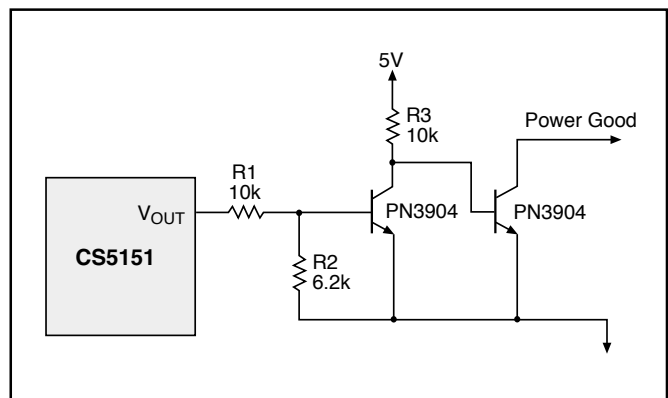 5V
R3
10k
Power Good
R1
10k
PN3904
PN3904
VOUT
CS5151
R2
6.2k